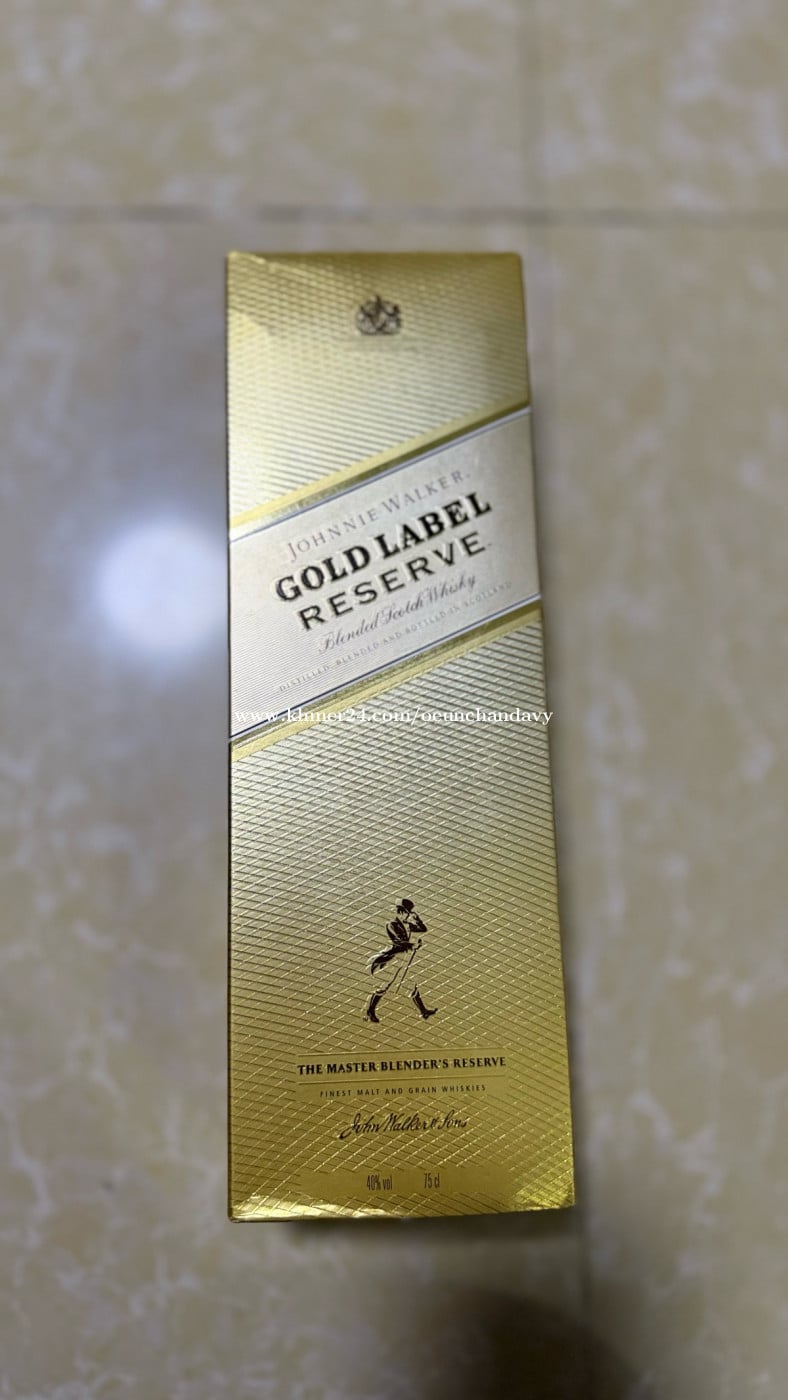 JOHNNIE WALKER.
GOLD LABEL
RESERVE
Blended Scotch Whisky
DISTILLED, BLENDED AND BOTTLED IN SCOTLAND
www.khmer24.com/oeunchandavy
THE MASTER BLENDER'S RESERVE
FINEST MALT AND GRAIN WHISKIES
John Walker & Sons
40% vol 75 cl